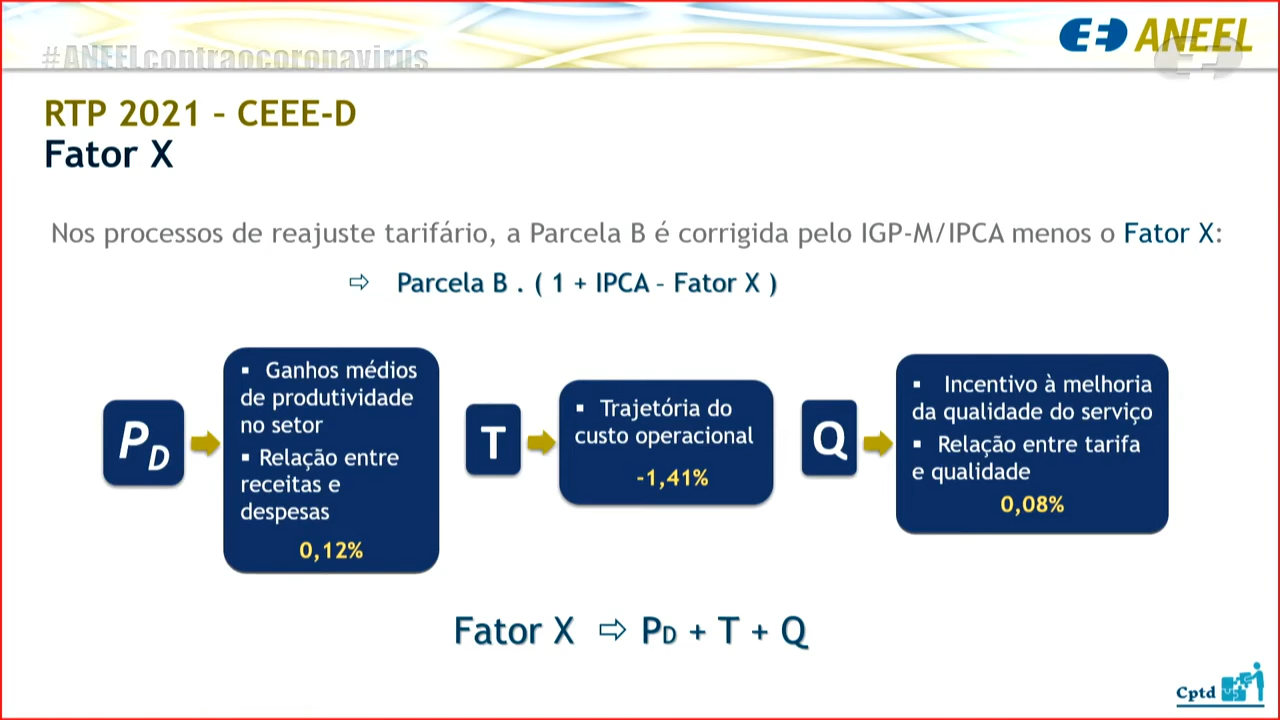 #ANEELcontraocoronavirus
ANEEL
RTP 2021 – CEEE-D
Fator X
Nos processos de reajuste tarifário, a Parcela B é corrigida pelo IGP-M/IPCA menos o Fator X:
⇨ Parcela B . ( 1 + IPCA – Fator X )
PD
▪ Ganhos médios
de produtividade
no setor
▪ Relação entre
receitas e
despesas
0,12%
T
▪ Trajetória do
custo operacional
-1,41%
Q
▪ Incentivo à melhoria
da qualidade do serviço
▪ Relação entre tarifa
e qualidade
0,08%
Fator X ⇨ PD + T + Q
Cptd